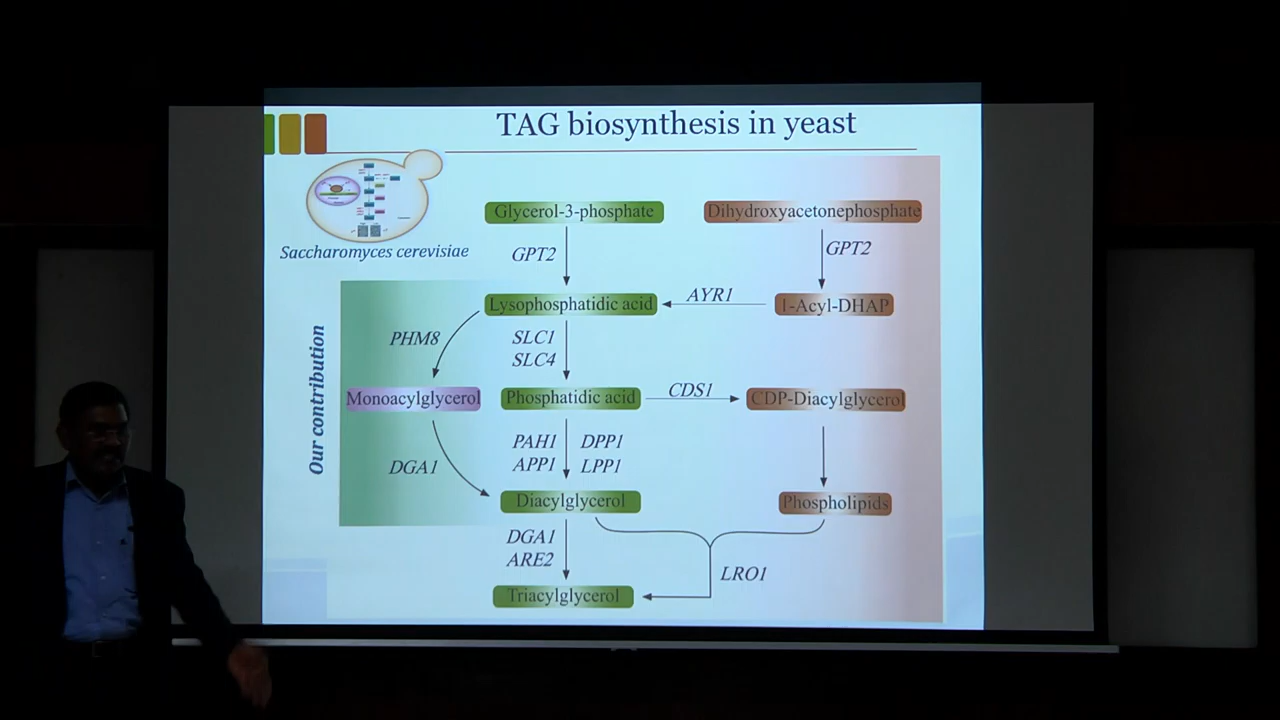 TAG biosynthesis in yeast
Saccharomyces cerevisiae
Glycerol-3-phosphate
Dihydroxyacetonephosphate
GPT2
GPT2
Lysophosphatidic acid
AYR1
1-Acyl-DHAP
Our contribution
PHM8
SLC1
SLC4
Monoacylglycerol
Phosphatidic acid
CDS1
CDP-Diacylglycerol
DGA1
PAH1
DPP1
APP1
LPP1
Diacylglycerol
Phospholipids
DGA1
ARE2
LRO1
Triacylglycerol